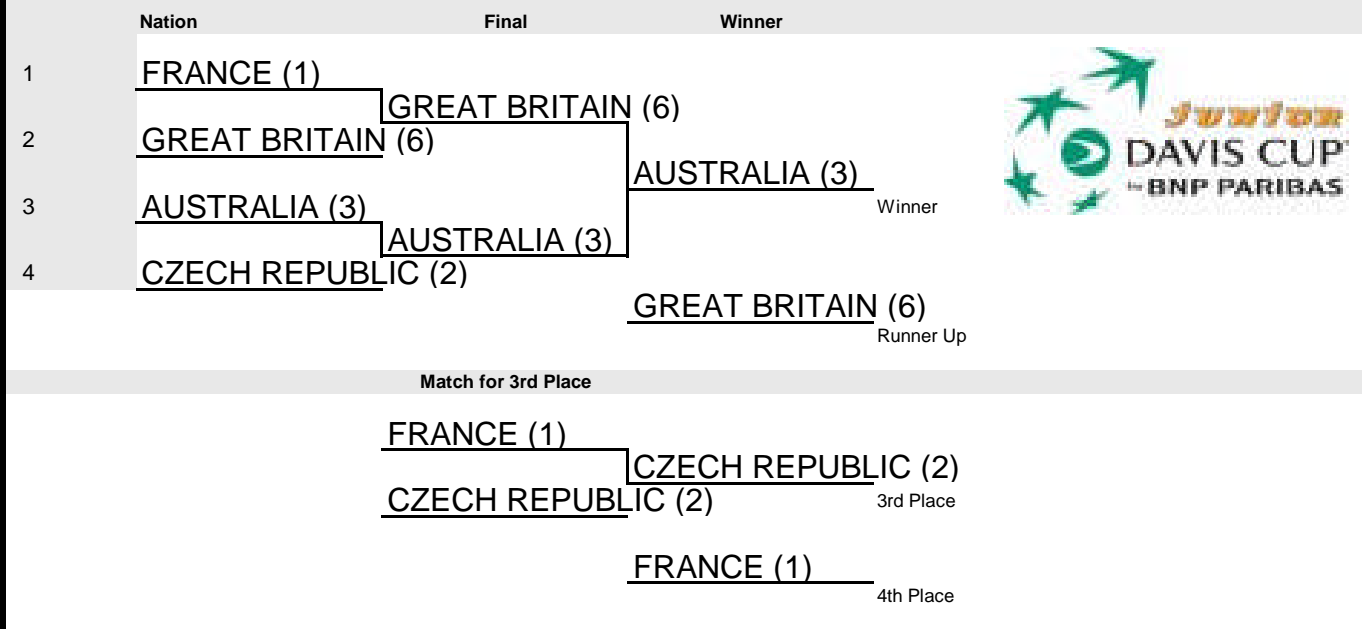 Nation Final Winner
1 FRANCE (1)
GREAT BRITAIN (6)
2 GREAT BRITAIN (6)
AUSTRALIA (3)
3 AUSTRALIA (3)
Winner
AUSTRALIA (3)
4 CZECH REPUBLIC (2)
GREAT BRITAIN (6)
Runner Up
Junior
DAVIS CUP
BY BNP PARIBAS
Match for 3rd Place
FRANCE (1)
CZECH REPUBLIC (2)
CZECH REPUBLIC (2)
3rd Place
FRANCE (1)
4th Place